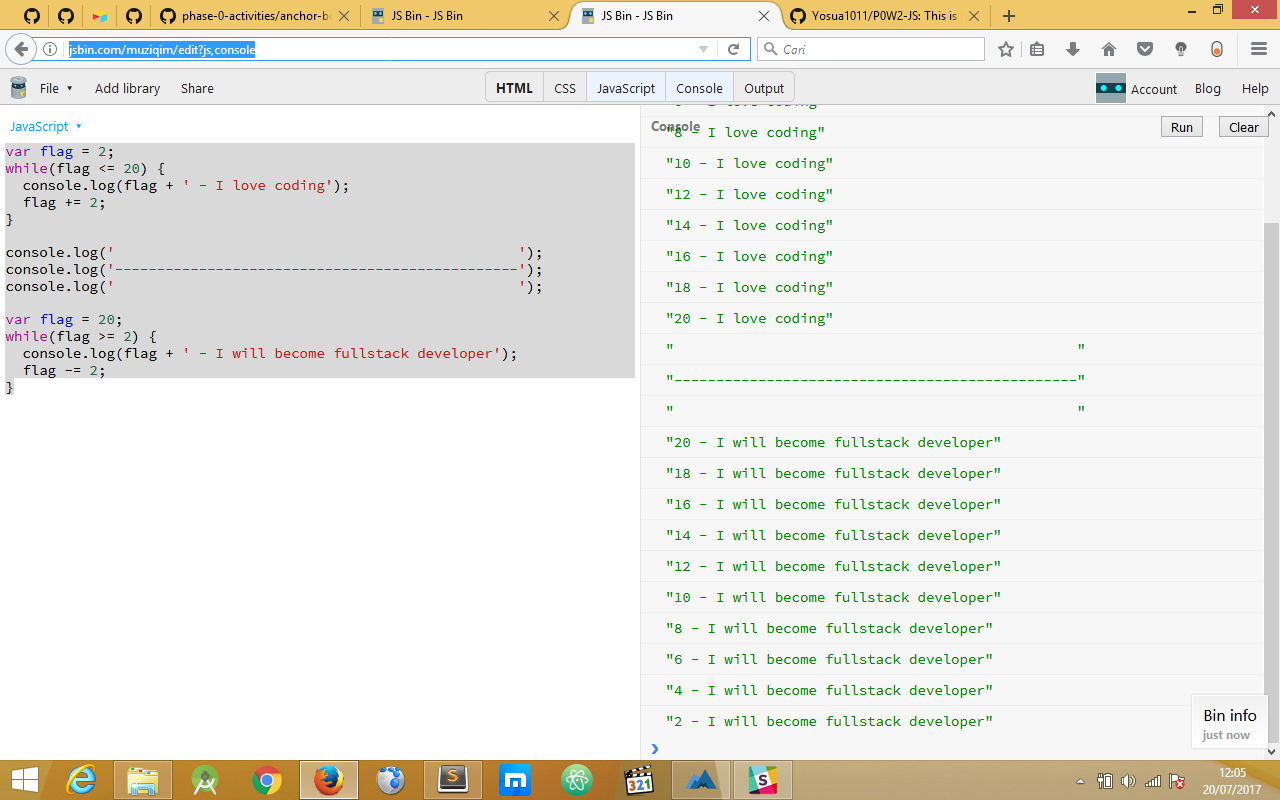 phase-0-activities/anchor-b
JS Bin - JS Bin
JS Bin - JS Bin
Yosua1011/P0W2-JS: This is
jsbin.com/muziqim/edit?js,console
Cari
File
Add library
Share
HTML
CSS
JavaScript
Console
Output
Account
Blog
Help
JavaScript
var flag = 2;
while(flag <= 20) {
  console.log(flag + ' - I love coding');
  flag += 2;
}
console.log('                                                ');
console.log('------------------------------------------------');
console.log('                                                ');
var flag = 20;
while(flag >= 2) {
  console.log(flag + ' - I will become fullstack developer');
  flag -= 2;
}
Console
Run
Clear
"8 - I love coding"
"10 - I love coding"
"12 - I love coding"
"14 - I love coding"
"16 - I love coding"
"18 - I love coding"
"20 - I love coding"
"                                                "
"------------------------------------------------"
"                                                "
"20 - I will become fullstack developer"
"18 - I will become fullstack developer"
"16 - I will become fullstack developer"
"14 - I will become fullstack developer"
"12 - I will become fullstack developer"
"10 - I will become fullstack developer"
"8 - I will become fullstack developer"
"6 - I will become fullstack developer"
"4 - I will become fullstack developer"
"2 - I will become fullstack developer"
Bin info
just now
321
12:05
20/07/2017